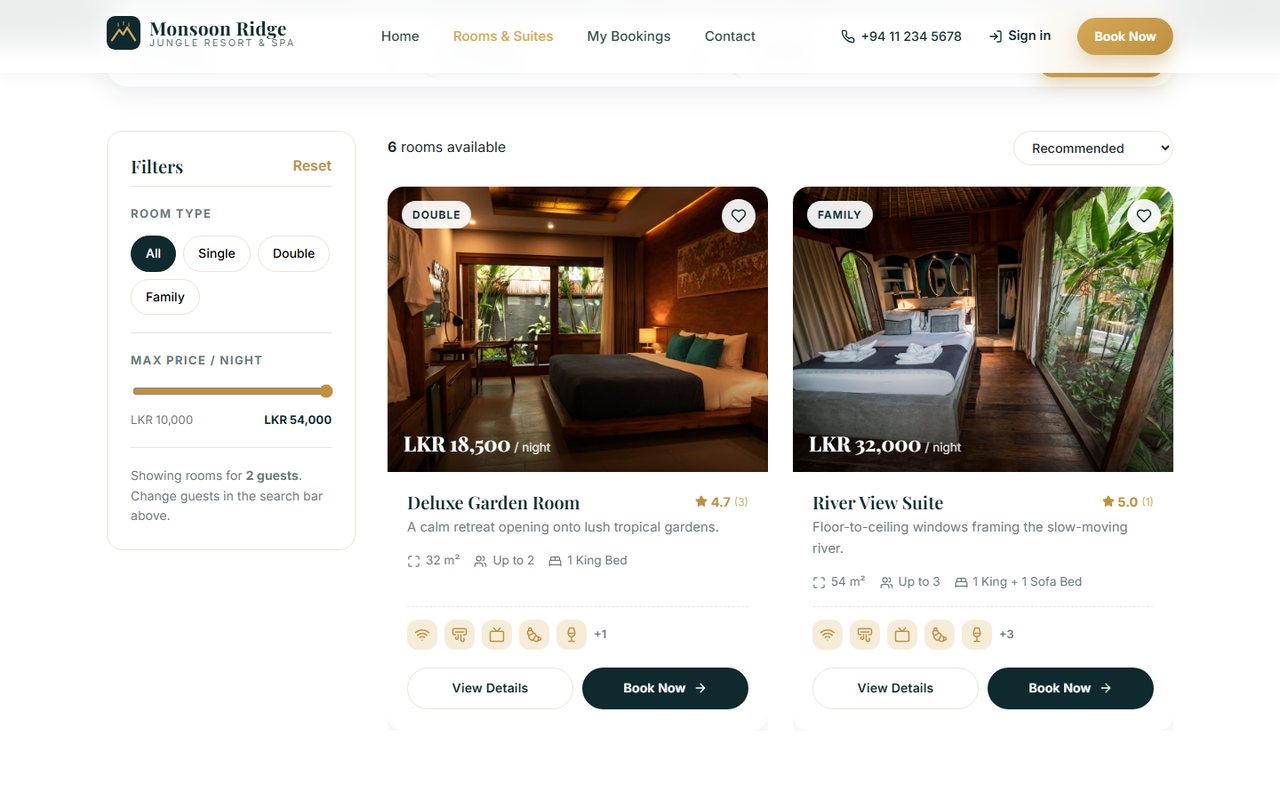 Monsoon Ridge
JUNGLE RESORT & SPA
Home
Rooms & Suites
My Bookings
Contact
+94 11 234 5678
Sign in
Book Now
Filters
Reset
ROOM TYPE
All
Single
Double
Family
MAX PRICE / NIGHT
LKR 10,000
LKR 54,000
Showing rooms for 2 guests.
Change guests in the search bar
above.
6 rooms available
Recommended
DOUBLE
LKR 18,500 / night
Deluxe Garden Room
4.7 (3)
A calm retreat opening onto lush tropical gardens.
32 m²
Up to 2
1 King Bed
+1
View Details
Book Now
FAMILY
LKR 32,000 / night
River View Suite
5.0 (1)
Floor-to-ceiling windows framing the slow-moving
river.
54 m²
Up to 3
1 King + 1 Sofa Bed
+3
View Details
Book Now